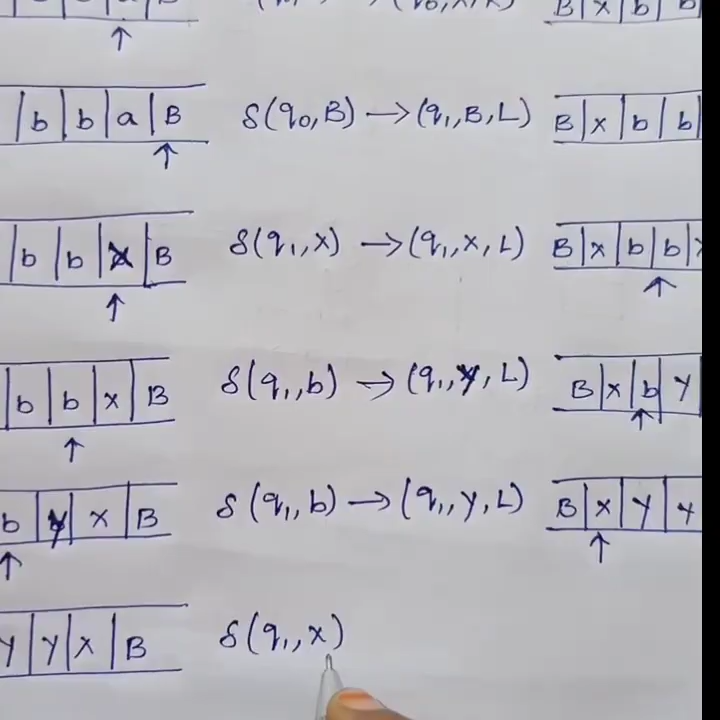 B x b b
b b a B δ(q₀, B) → (q₁, B, L) B x b b
b b x B δ(q₁, x) → (q₁, x, L) B x b b
b b x B δ(q₁, b) → (q₁, y, L) B x b y
b y x B δ(q₁, b) → (q₁, y, L) B x y y
y y x B δ(q₁, x)